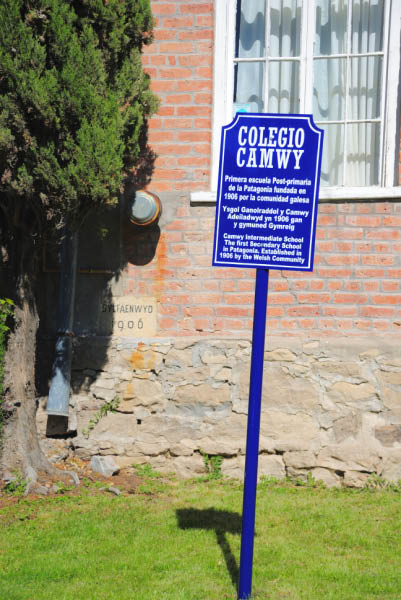 COLEGIO
CAMWY
Primera escuela Post-primaria
de la Patagonia fundada en
1906 por la comunidad galesa
Ysgol Ganolraddol y Camwy
Adeiladwyd yn 1906 gan
y gymuned Gymreig
Camwy Intermediate School
The first Secondary School
in Patagonia. Established in
1906 by the Welsh Community
SYLFAENWYD
1906